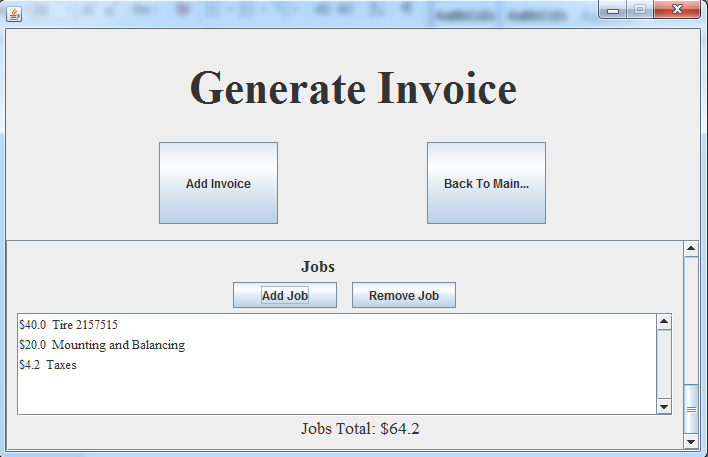 Generate Invoice
Add Invoice
Back To Main...
Jobs
Add Job
Remove Job
$40.0 Tire 2157515
$20.0 Mounting and Balancing
$4.2 Taxes
Jobs Total: $64.2